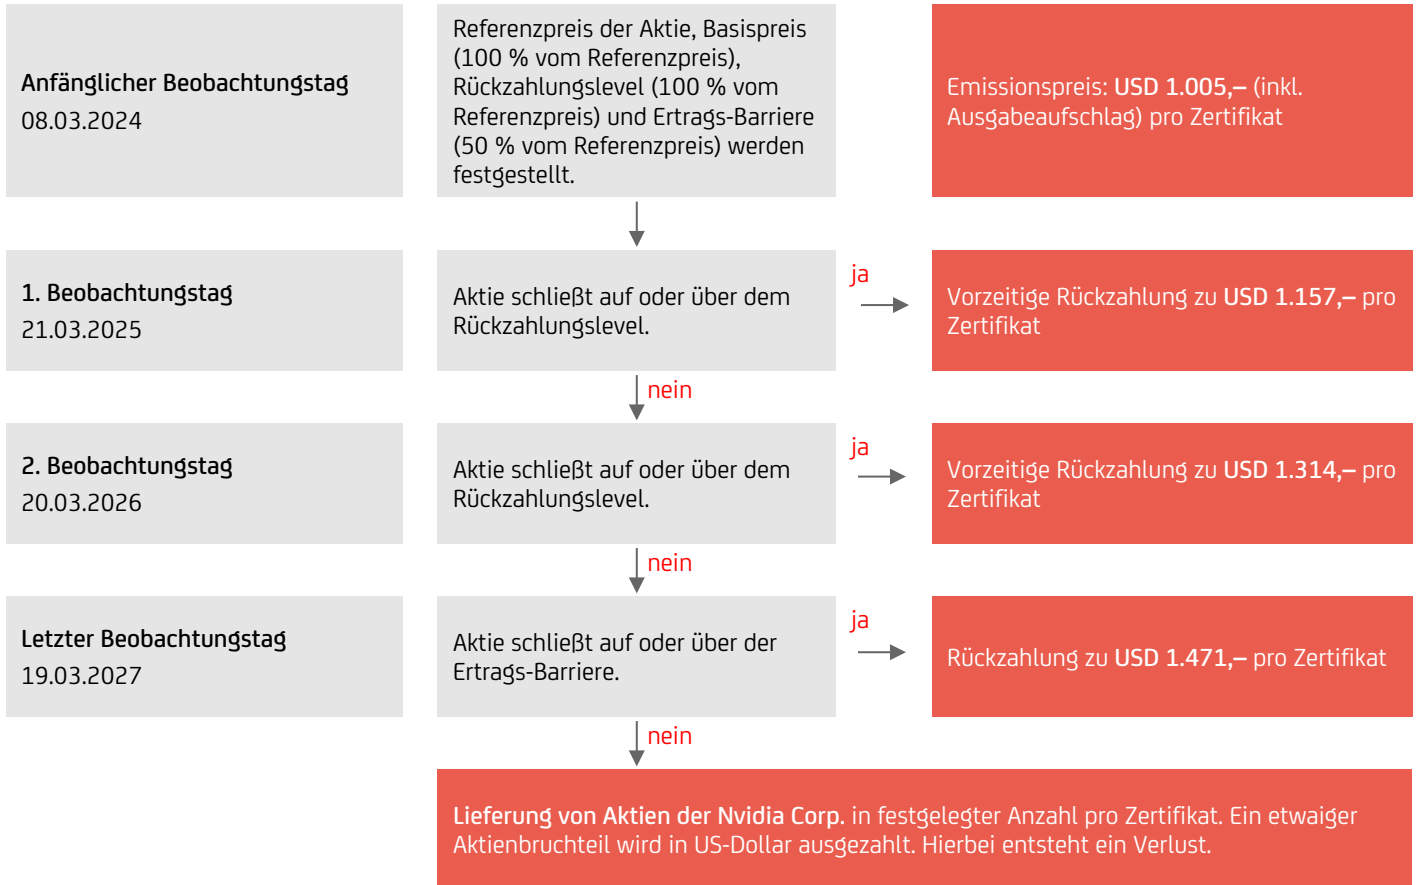 Anfänglicher Beobachtungstag
08.03.2024
Referenzpreis der Aktie, Basispreis
(100 % vom Referenzpreis),
Rückzahlungslevel (100 % vom
Referenzpreis) und Ertrags-Barriere
(50 % vom Referenzpreis) werden
festgestellt.
Emissionspreis: USD 1.005,– (inkl.
Ausgabeaufschlag) pro Zertifikat
1. Beobachtungstag
21.03.2025
Aktie schließt auf oder über dem
Rückzahlungslevel.
ja
Vorzeitige Rückzahlung zu USD 1.157,– pro
Zertifikat
nein
2. Beobachtungstag
20.03.2026
Aktie schließt auf oder über dem
Rückzahlungslevel.
ja
Vorzeitige Rückzahlung zu USD 1.314,– pro
Zertifikat
nein
Letzter Beobachtungstag
19.03.2027
Aktie schließt auf oder über der
Ertrags-Barriere.
ja
Rückzahlung zu USD 1.471,– pro Zertifikat
nein
Lieferung von Aktien der Nvidia Corp. in festgelegter Anzahl pro Zertifikat. Ein etwaiger
Aktienbruchteil wird in US-Dollar ausgezahlt. Hierbei entsteht ein Verlust.